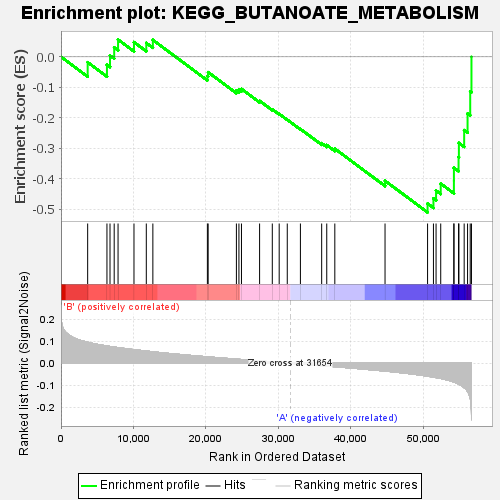 Enrichment plot: KEGG_BUTANOATE_METABOLISM
Enrichment score (ES)
0.0
-0.1
-0.2
-0.3
-0.4
-0.5
'B' (positively correlated)
Ranked list metric (Signal2Noise)
0.2
0.1
0.0
-0.1
-0.2
Zero cross at 31654
'A' (negatively correlated)
0 10,000 20,000 30,000 40,000 50,000
Rank in Ordered Dataset
Enrichment profile Hits Ranking metric scores